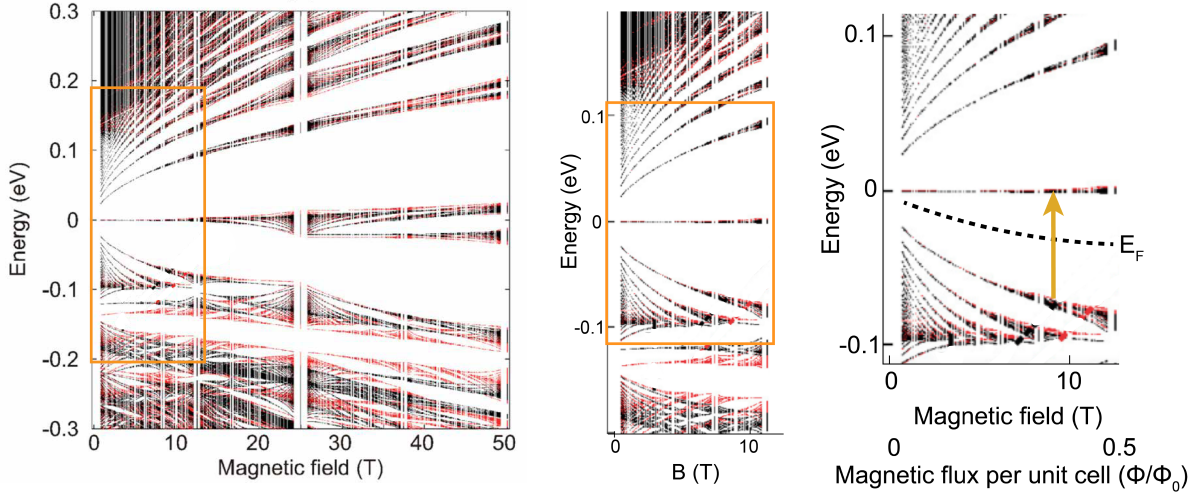 0.3
0.2
0.1
0
-0.1
-0.2
-0.3
Energy (eV)
0 10 20 30 40 50
Magnetic field (T)
0.1
0
-0.1
Energy (eV)
0 10
B (T)
0.1
0
-0.1
Energy (eV)
E_F
0 10
Magnetic field (T)
0 0.5
Magnetic flux per unit cell (Φ/Φ₀)